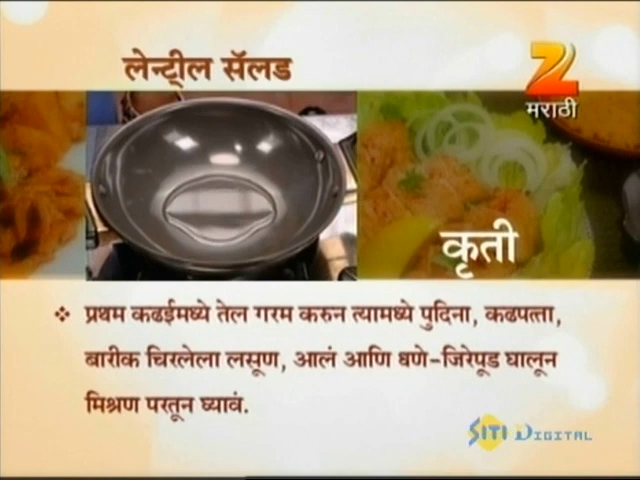 लेन्ट्रील सॅलड
Z
मराठी
कृती
❖ प्रथम कढईमध्ये तेल गरम करुन त्यामध्ये पुदिना, कढपत्ता,
बारीक चिरलेला लसूण, आलं आणि धणे-जिरेपूड घालून
मिश्रण परतून घ्यावं.
SITI DIGITAL